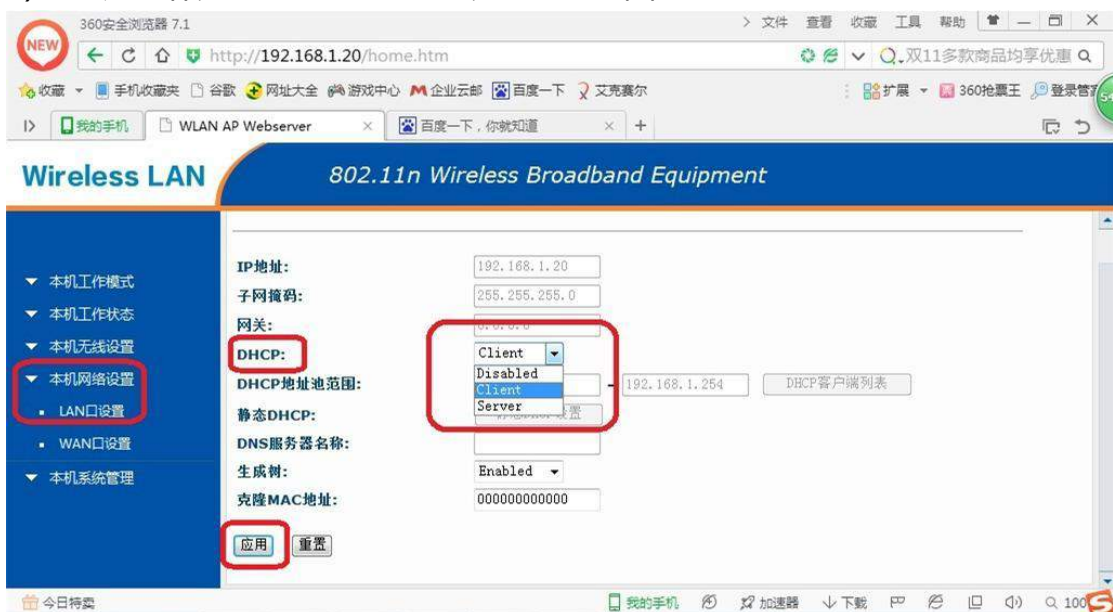 360安全浏览器 7.1
文件 查看 收藏 工具 帮助
NEW
http://192.168.1.20/home.htm
双11多款商品均享优惠
收藏 手机收藏夹 谷歌 网址大全 游戏中心 企业云邮 百度一下 艾克赛尔
扩展 360抢票王 登录管
我的手机 WLAN AP Webserver × 百度一下，你就知道 × +
Wireless LAN
802.11n Wireless Broadband Equipment
本机工作模式
本机工作状态
本机无线设置
本机网络设置
LAN口设置
WAN口设置
本机系统管理
IP地址: 192.168.1.20
子网掩码: 255.255.255.0
网关: 0.0.0.0
DHCP: Client
Disabled
Client
Server
DHCP地址池范围: - 192.168.1.254 DHCP客户端列表
静态DHCP:
DNS服务器名称:
生成树: Enabled
克隆MAC地址: 000000000000
应用 重置
今日特卖
我的手机 加速器 下载 100